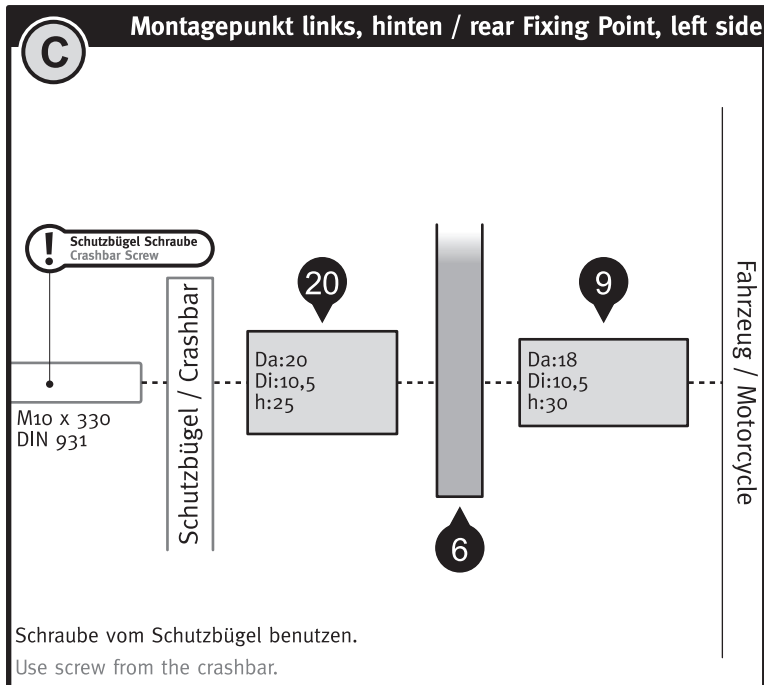 C
Montagepunkt links, hinten / rear Fixing Point, left side
Schutzbügel Schraube
Crashbar Screw
!
20
9
Schutzbügel / Crashbar
Da:20
Di:10,5
h:25
Da:18
Di:10,5
h:30
Fahrzeug / Motorcycle
M10 x 330
DIN 931
6
Schraube vom Schutzbügel benutzen.
Use screw from the crashbar.